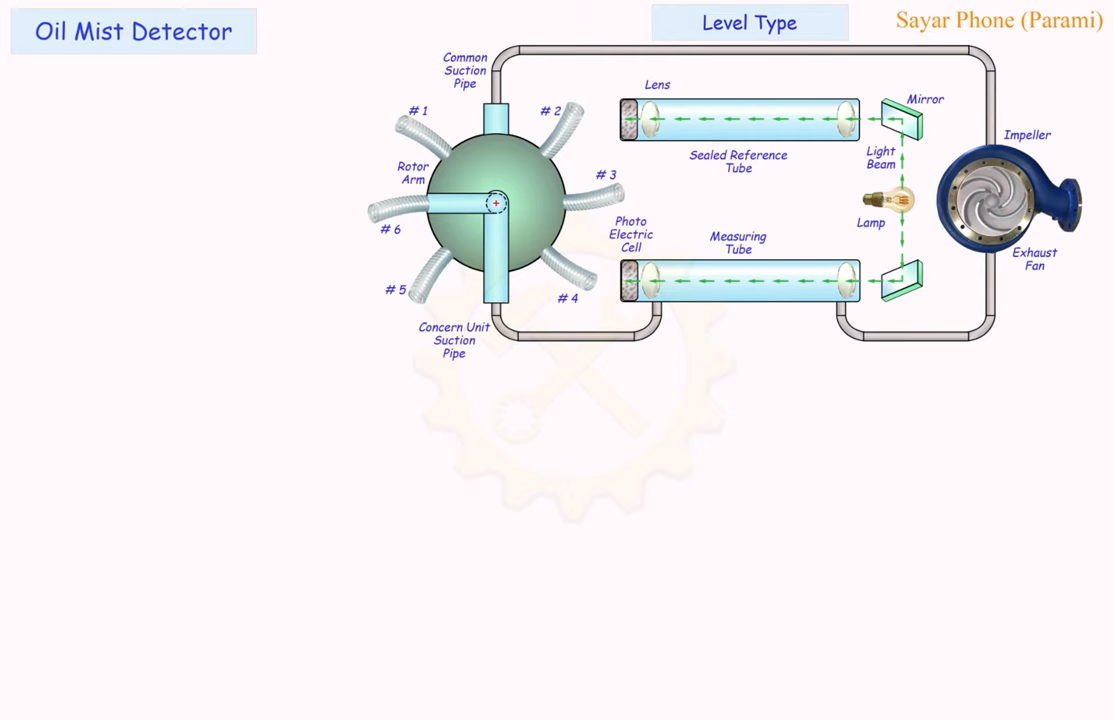 Oil Mist Detector
Level Type
Sayar Phone (Parami)
Common
Suction
Pipe
# 1
# 2
# 3
# 4
# 5
# 6
Rotor
Arm
Concern Unit
Suction
Pipe
Lens
Sealed Reference
Tube
Mirror
Light
Beam
Lamp
Photo
Electric
Cell
Measuring
Tube
Impeller
Exhaust
Fan